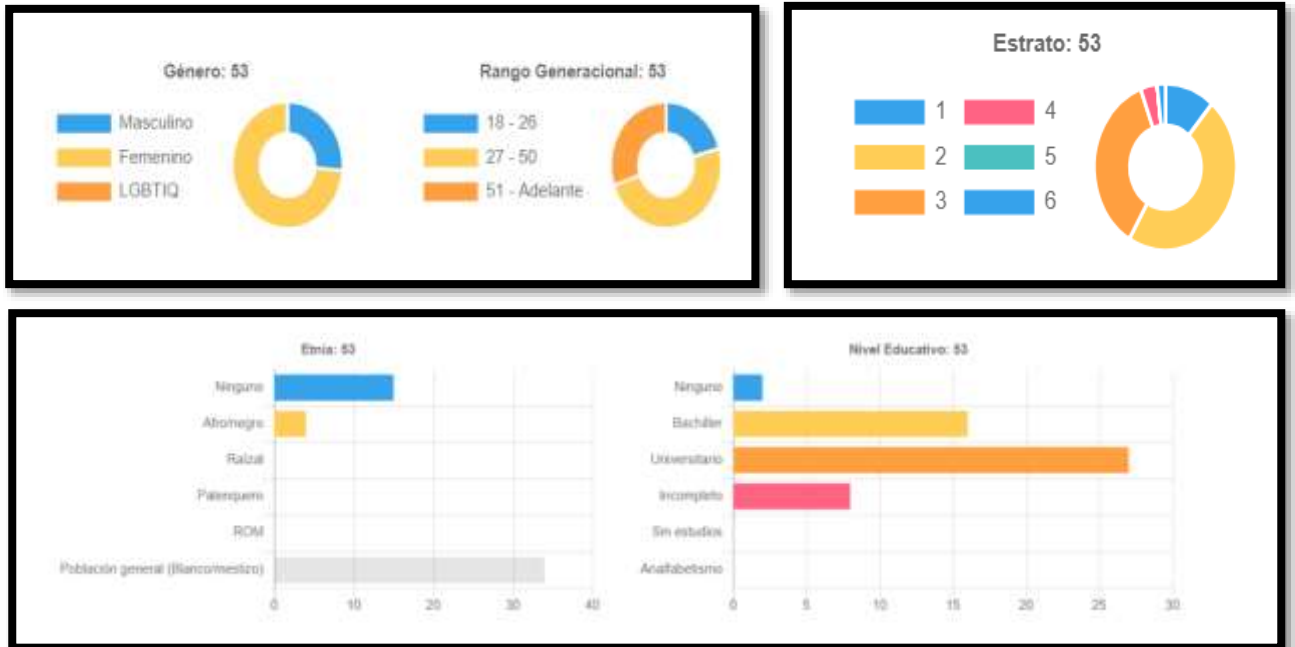 Género: 53
Masculino
Femenino
LGBTIQ
Rango Generacional: 53
18 - 26
27 - 50
51 - Adelante
Estrato: 53
1 4
2 5
3 6
Etnia: 53
Ninguno
Afro/negro
Raizal
Palenquero
ROM
Población general (Blanco/mestizo)
0 10 20 30 40
Nivel Educativo: 53
Ninguno
Bachiller
Universitario
Incompleto
Sin estudios
Analfabetismo
0 5 10 15 20 25 30